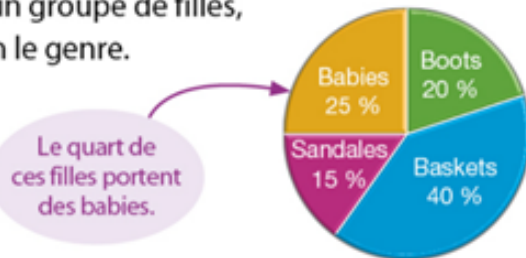 groupe de filles,
le genre.
Babies
25 %
Boots
20 %
Sandales
15 %
Baskets
40 %
Le quart de
ces filles portent
des babies.